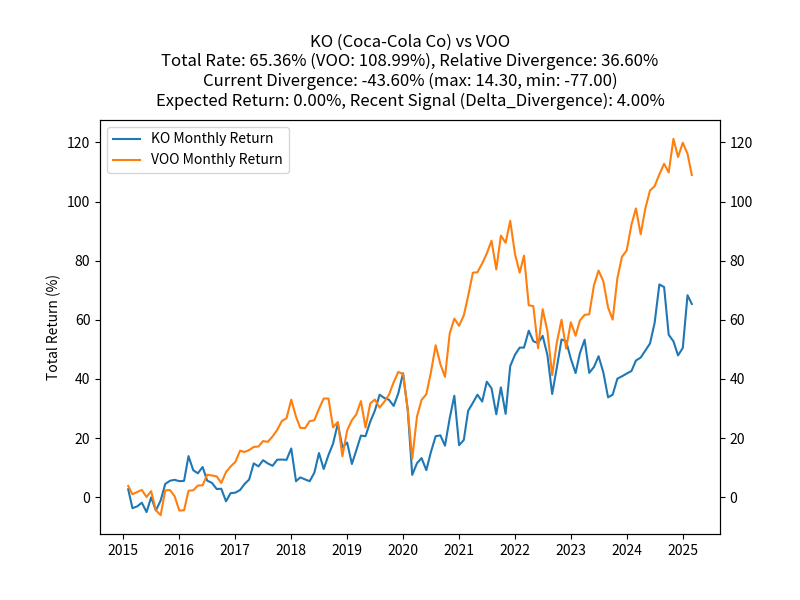 KO (Coca-Cola Co) vs VOO
Total Rate: 65.36% (VOO: 108.99%), Relative Divergence: 36.60%
Current Divergence: -43.60% (max: 14.30, min: -77.00)
Expected Return: 0.00%, Recent Signal (Delta_Divergence): 4.00%
KO Monthly Return
VOO Monthly Return
Total Return (%)
120 120
100 100
80 80
60 60
40 40
20 20
0 0
2015 2016 2017 2018 2019 2020 2021 2022 2023 2024 2025